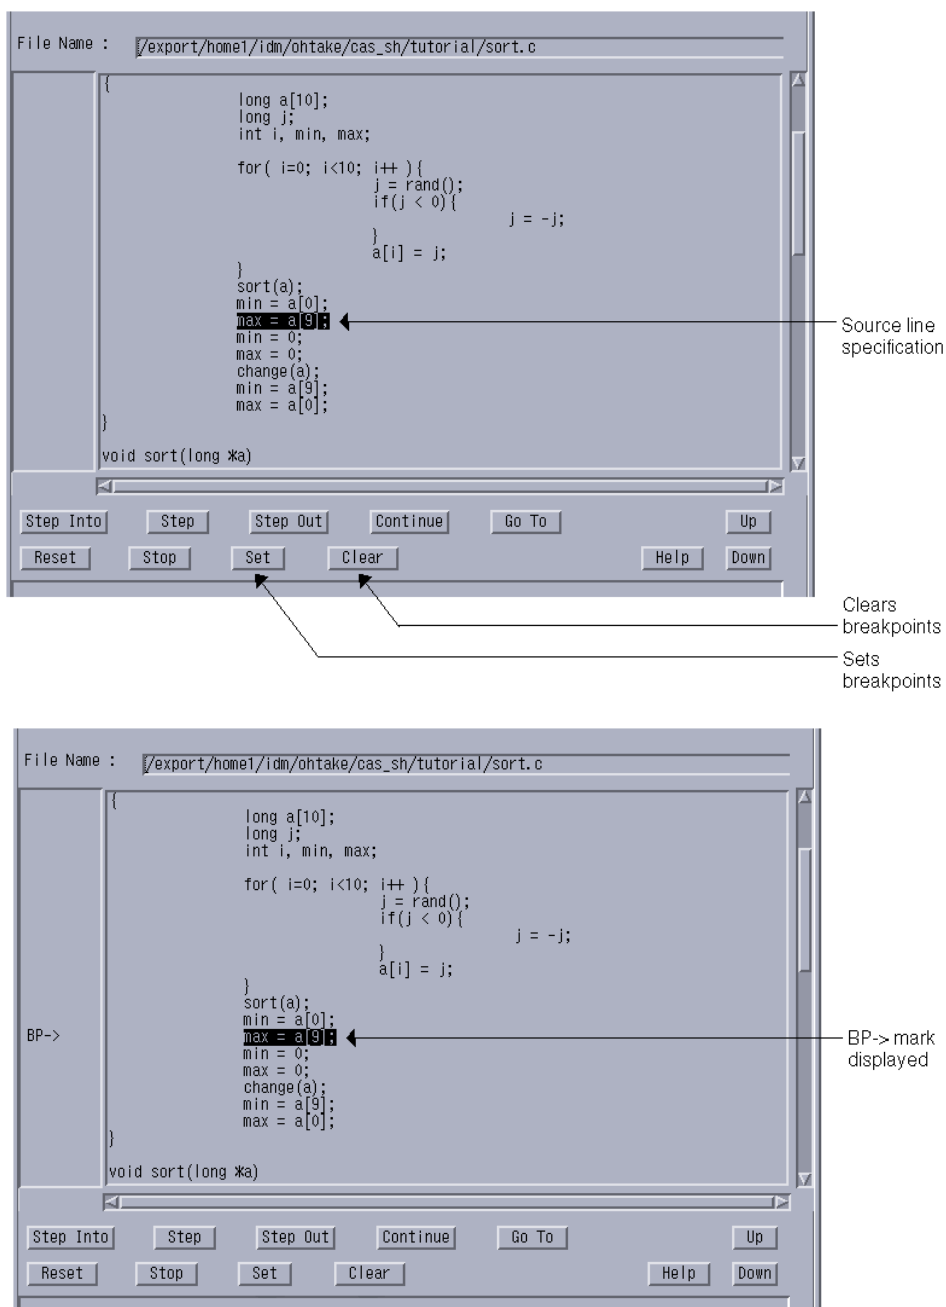 File Name : /export/home1/idm/ohtake/cas_sh/tutorial/sort.c
{
long a[10];
long j;
int i, min, max;
for( i=0; i<10; i++ ){
j = rand();
if(j < 0){
j = -j;
}
a[i] = j;
}
sort(a);
min = a[0];
max = a[9];
min = 0;
max = 0;
change(a);
min = a[9];
max = a[0];
}
void sort(long *a)
Source line
specification
Step Into Step Step Out Continue Go To Up
Reset Stop Set Clear Help Down
Clears
breakpoints
Sets
breakpoints
File Name : /export/home1/idm/ohtake/cas_sh/tutorial/sort.c
{
long a[10];
long j;
int i, min, max;
for( i=0; i<10; i++ ){
j = rand();
if(j < 0){
j = -j;
}
a[i] = j;
}
sort(a);
min = a[0];
BP-> max = a[9];
min = 0;
max = 0;
change(a);
min = a[9];
max = a[0];
}
void sort(long *a)
BP-> mark
displayed
Step Into Step Step Out Continue Go To Up
Reset Stop Set Clear Help Down